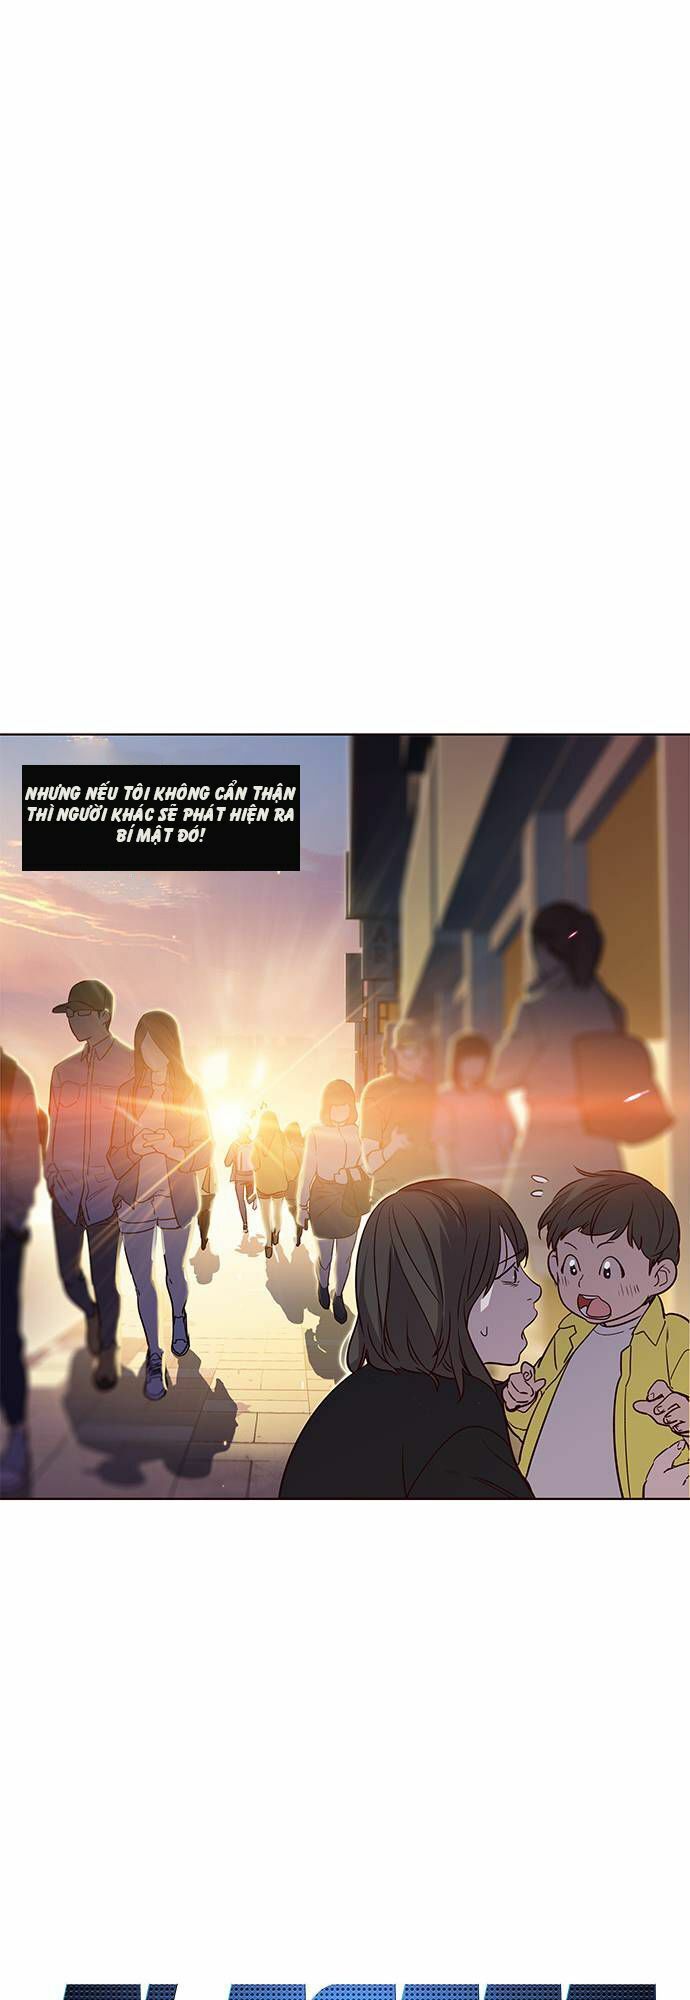 NHƯNG NẾU TÔI KHÔNG CẨN THẬN
THÌ NGƯỜI KHÁC SẼ PHÁT HIỆN RA
BÍ MẬT ĐÓ!